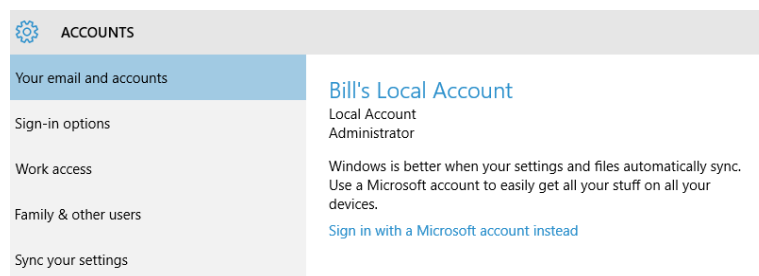 ACCOUNTS
Your email and accounts
Sign-in options
Work access
Family & other users
Sync your settings
Bill's Local Account
Local Account
Administrator
Windows is better when your settings and files automatically sync.
Use a Microsoft account to easily get all your stuff on all your
devices.
Sign in with a Microsoft account instead